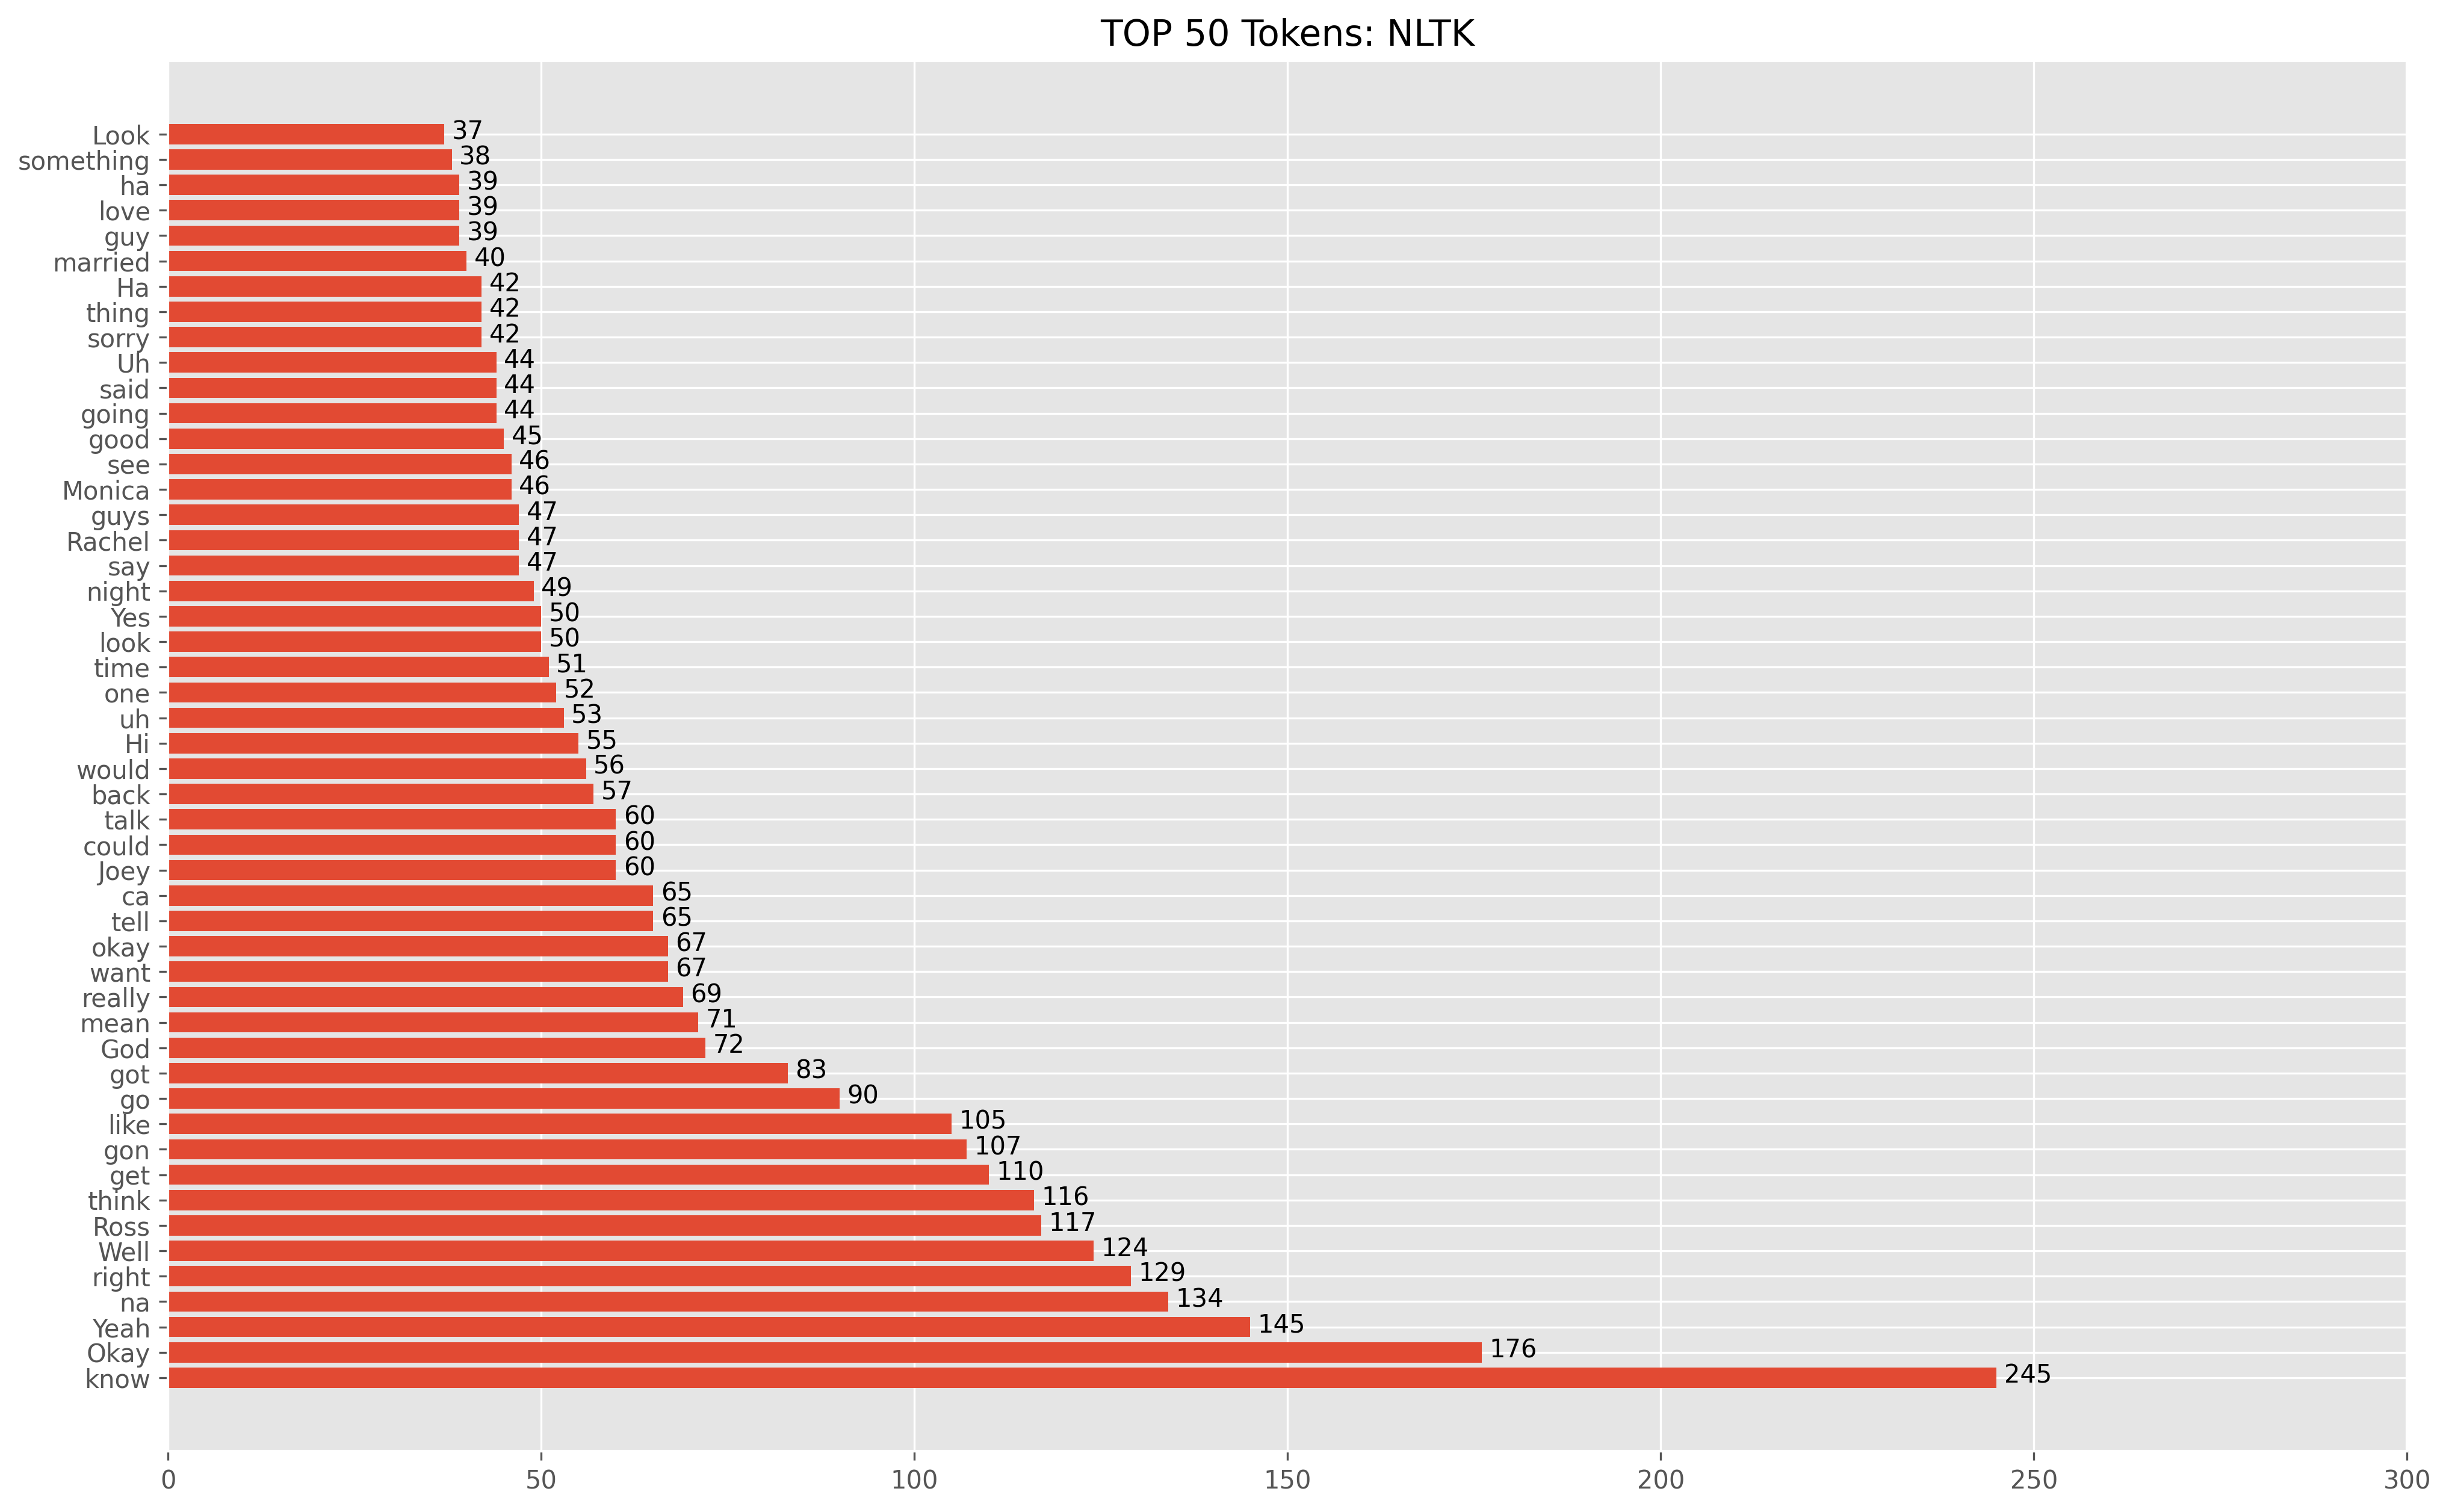 TOP 50 Tokens: NLTK
Look 37
something 38
ha 39
love 39
guy 39
married 40
Ha 42
thing 42
sorry 42
Uh 44
said 44
going 44
good 45
see 46
Monica 46
guys 47
Rachel 47
say 47
night 49
Yes 50
look 50
time 51
one 52
uh 53
Hi 55
would 56
back 57
talk 60
could 60
Joey 60
ca 65
tell 65
okay 67
want 67
really 69
mean 71
God 72
got 83
go 90
like 105
gon 107
get 110
think 116
Ross 117
Well 124
right 129
na 134
Yeah 145
Okay 176
know 245
0 50 100 150 200 250 300